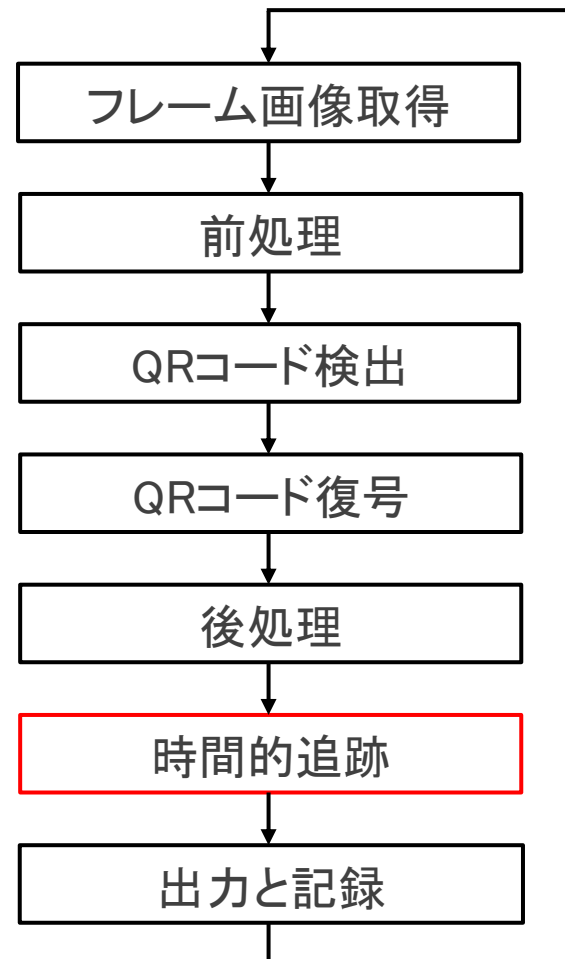 フレーム画像取得
前処理
QRコード検出
QRコード復号
後処理
時間的追跡
出力と記録